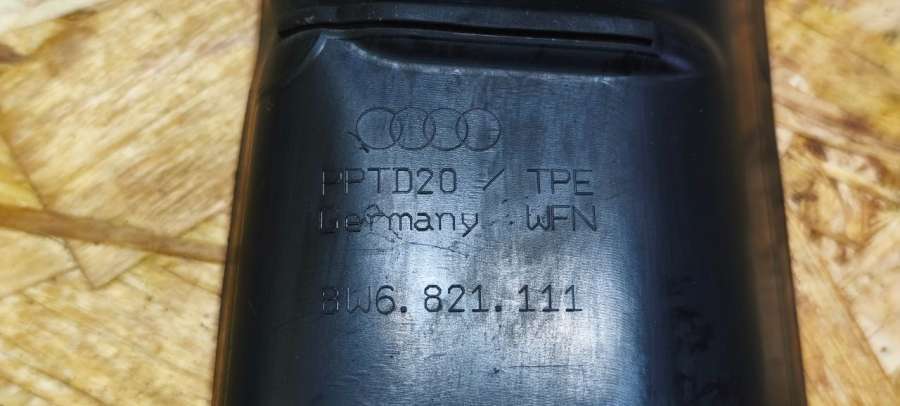 PPTD20 / TPE
Germany WFN
8W6.821.111